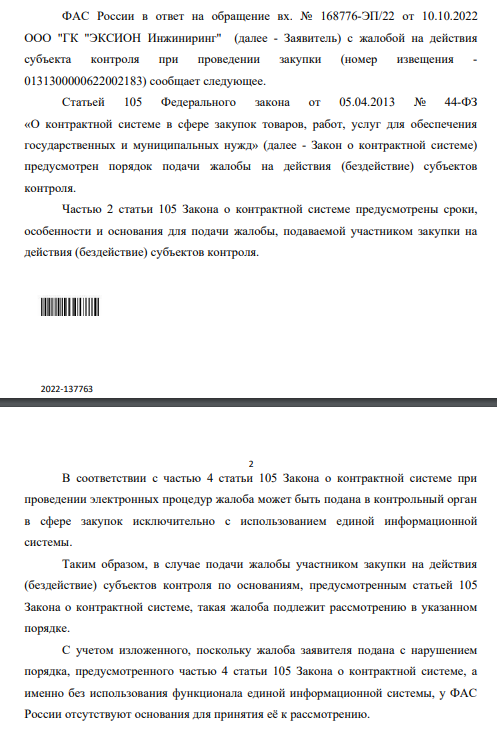 ФАС России в ответ на обращение вх. № 168776-ЭП/22 от 10.10.2022
ООО "ГК "ЭКСИОН Инжиниринг" (далее - Заявитель) с жалобой на действия
субъекта контроля при проведении закупки (номер извещения -
0131300000622002183) сообщает следующее.
Статьей 105 Федерального закона от 05.04.2013 № 44-ФЗ
«О контрактной системе в сфере закупок товаров, работ, услуг для обеспечения
государственных и муниципальных нужд» (далее - Закон о контрактной системе)
предусмотрен порядок подачи жалобы на действия (бездействие) субъектов
контроля.
Частью 2 статьи 105 Закона о контрактной системе предусмотрены сроки,
особенности и основания для подачи жалобы, подаваемой участником закупки на
действия (бездействие) субъектов контроля.
2022-137763
2
В соответствии с частью 4 статьи 105 Закона о контрактной системе при
проведении электронных процедур жалоба может быть подана в контрольный орган
в сфере закупок исключительно с использованием единой информационной
системы.
Таким образом, в случае подачи жалобы участником закупки на действия
(бездействие) субъектов контроля по основаниям, предусмотренным статьей 105
Закона о контрактной системе, такая жалоба подлежит рассмотрению в указанном
порядке.
С учетом изложенного, поскольку жалоба заявителя подана с нарушением
порядка, предусмотренного частью 4 статьи 105 Закона о контрактной системе, а
именно без использования функционала единой информационной системы, у ФАС
России отсутствуют основания для принятия её к рассмотрению.